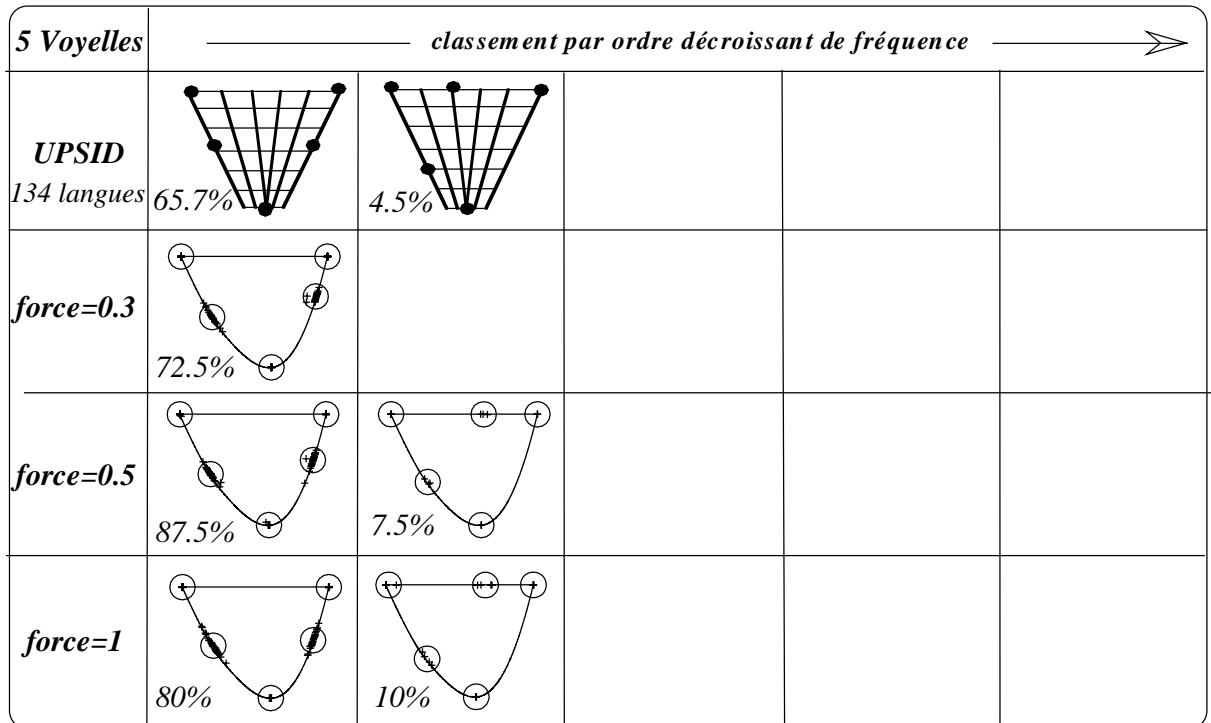 5 Voyelles
classement par ordre décroissant de fréquence
UPSID
134 langues
65.7%
4.5%
force=0.3
72.5%
force=0.5
87.5%
7.5%
force=1
80%
10%